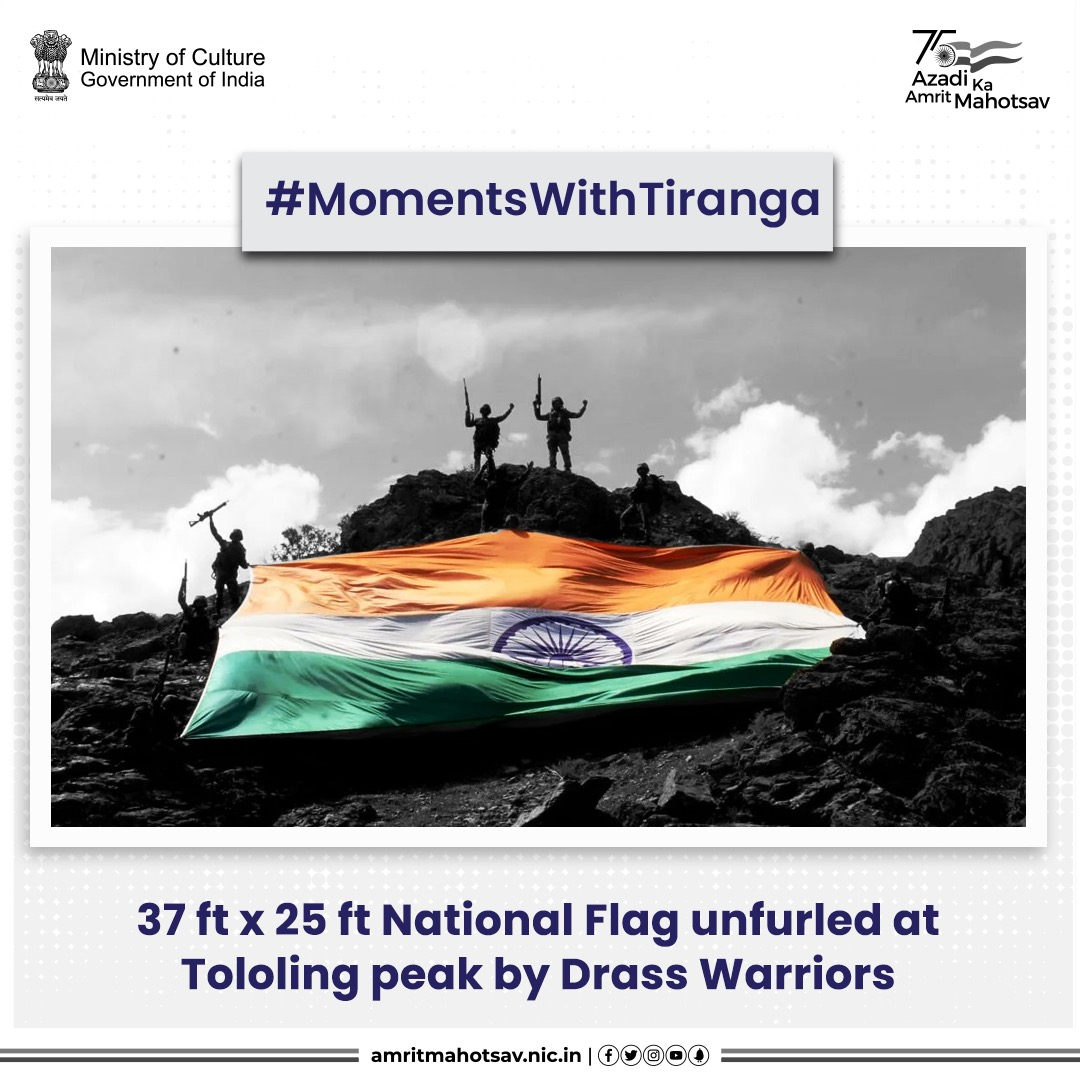 सत्यमेव जयते
Ministry of Culture
Government of India
75
Azadi Ka
Amrit Mahotsav
#MomentsWithTiranga
37 ft x 25 ft National Flag unfurled at
Tololing peak by Drass Warriors
amritmahotsav.nic.in |